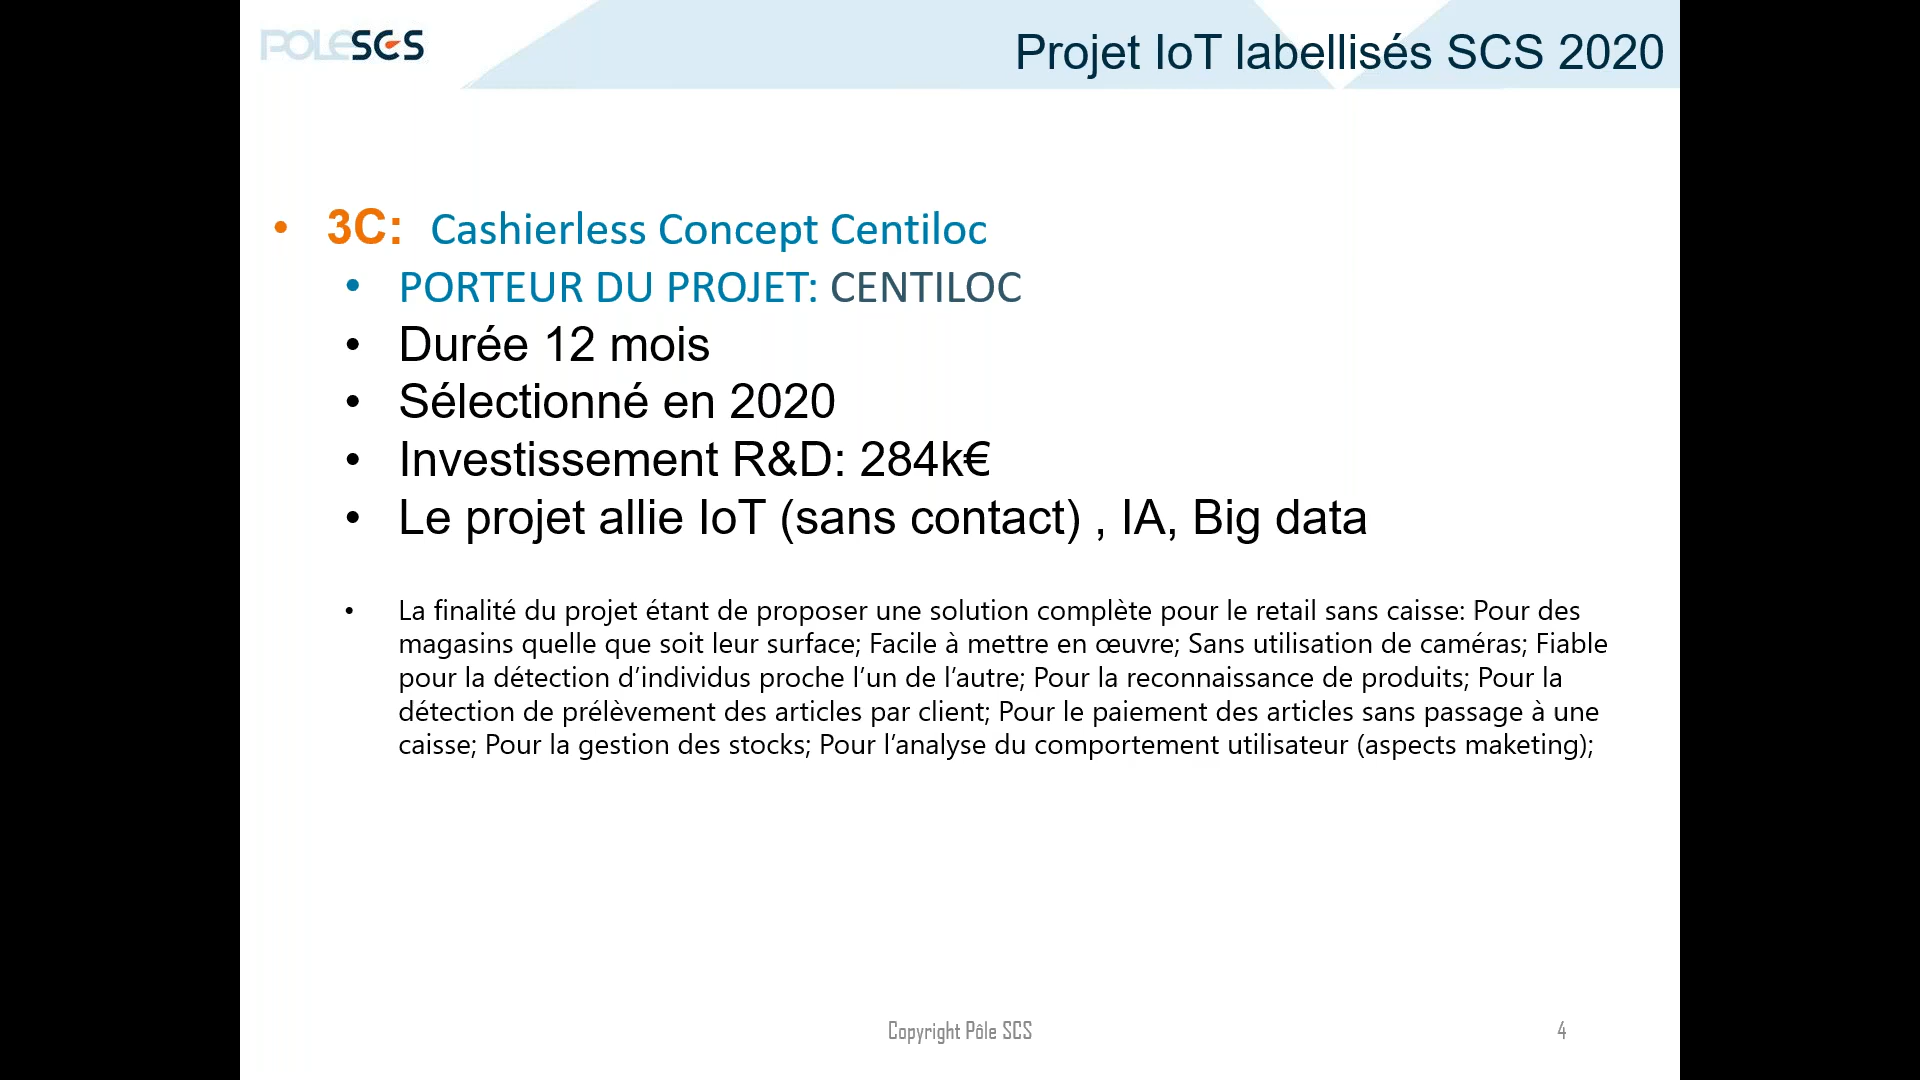 POLESCS
Projet IoT labellisés SCS 2020
• 3C: Cashierless Concept Centiloc
• PORTEUR DU PROJET: CENTILOC
• Durée 12 mois
• Sélectionné en 2020
• Investissement R&D: 284k€
• Le projet allie IoT (sans contact) , IA, Big data
• La finalité du projet étant de proposer une solution complète pour le retail sans caisse: Pour des
magasins quelle que soit leur surface; Facile à mettre en œuvre; Sans utilisation de caméras; Fiable
pour la détection d’individus proche l’un de l’autre; Pour la reconnaissance de produits; Pour la
détection de prélèvement des articles par client; Pour le paiement des articles sans passage à une
caisse; Pour la gestion des stocks; Pour l’analyse du comportement utilisateur (aspects maketing);
Copyright Pôle SCS
4